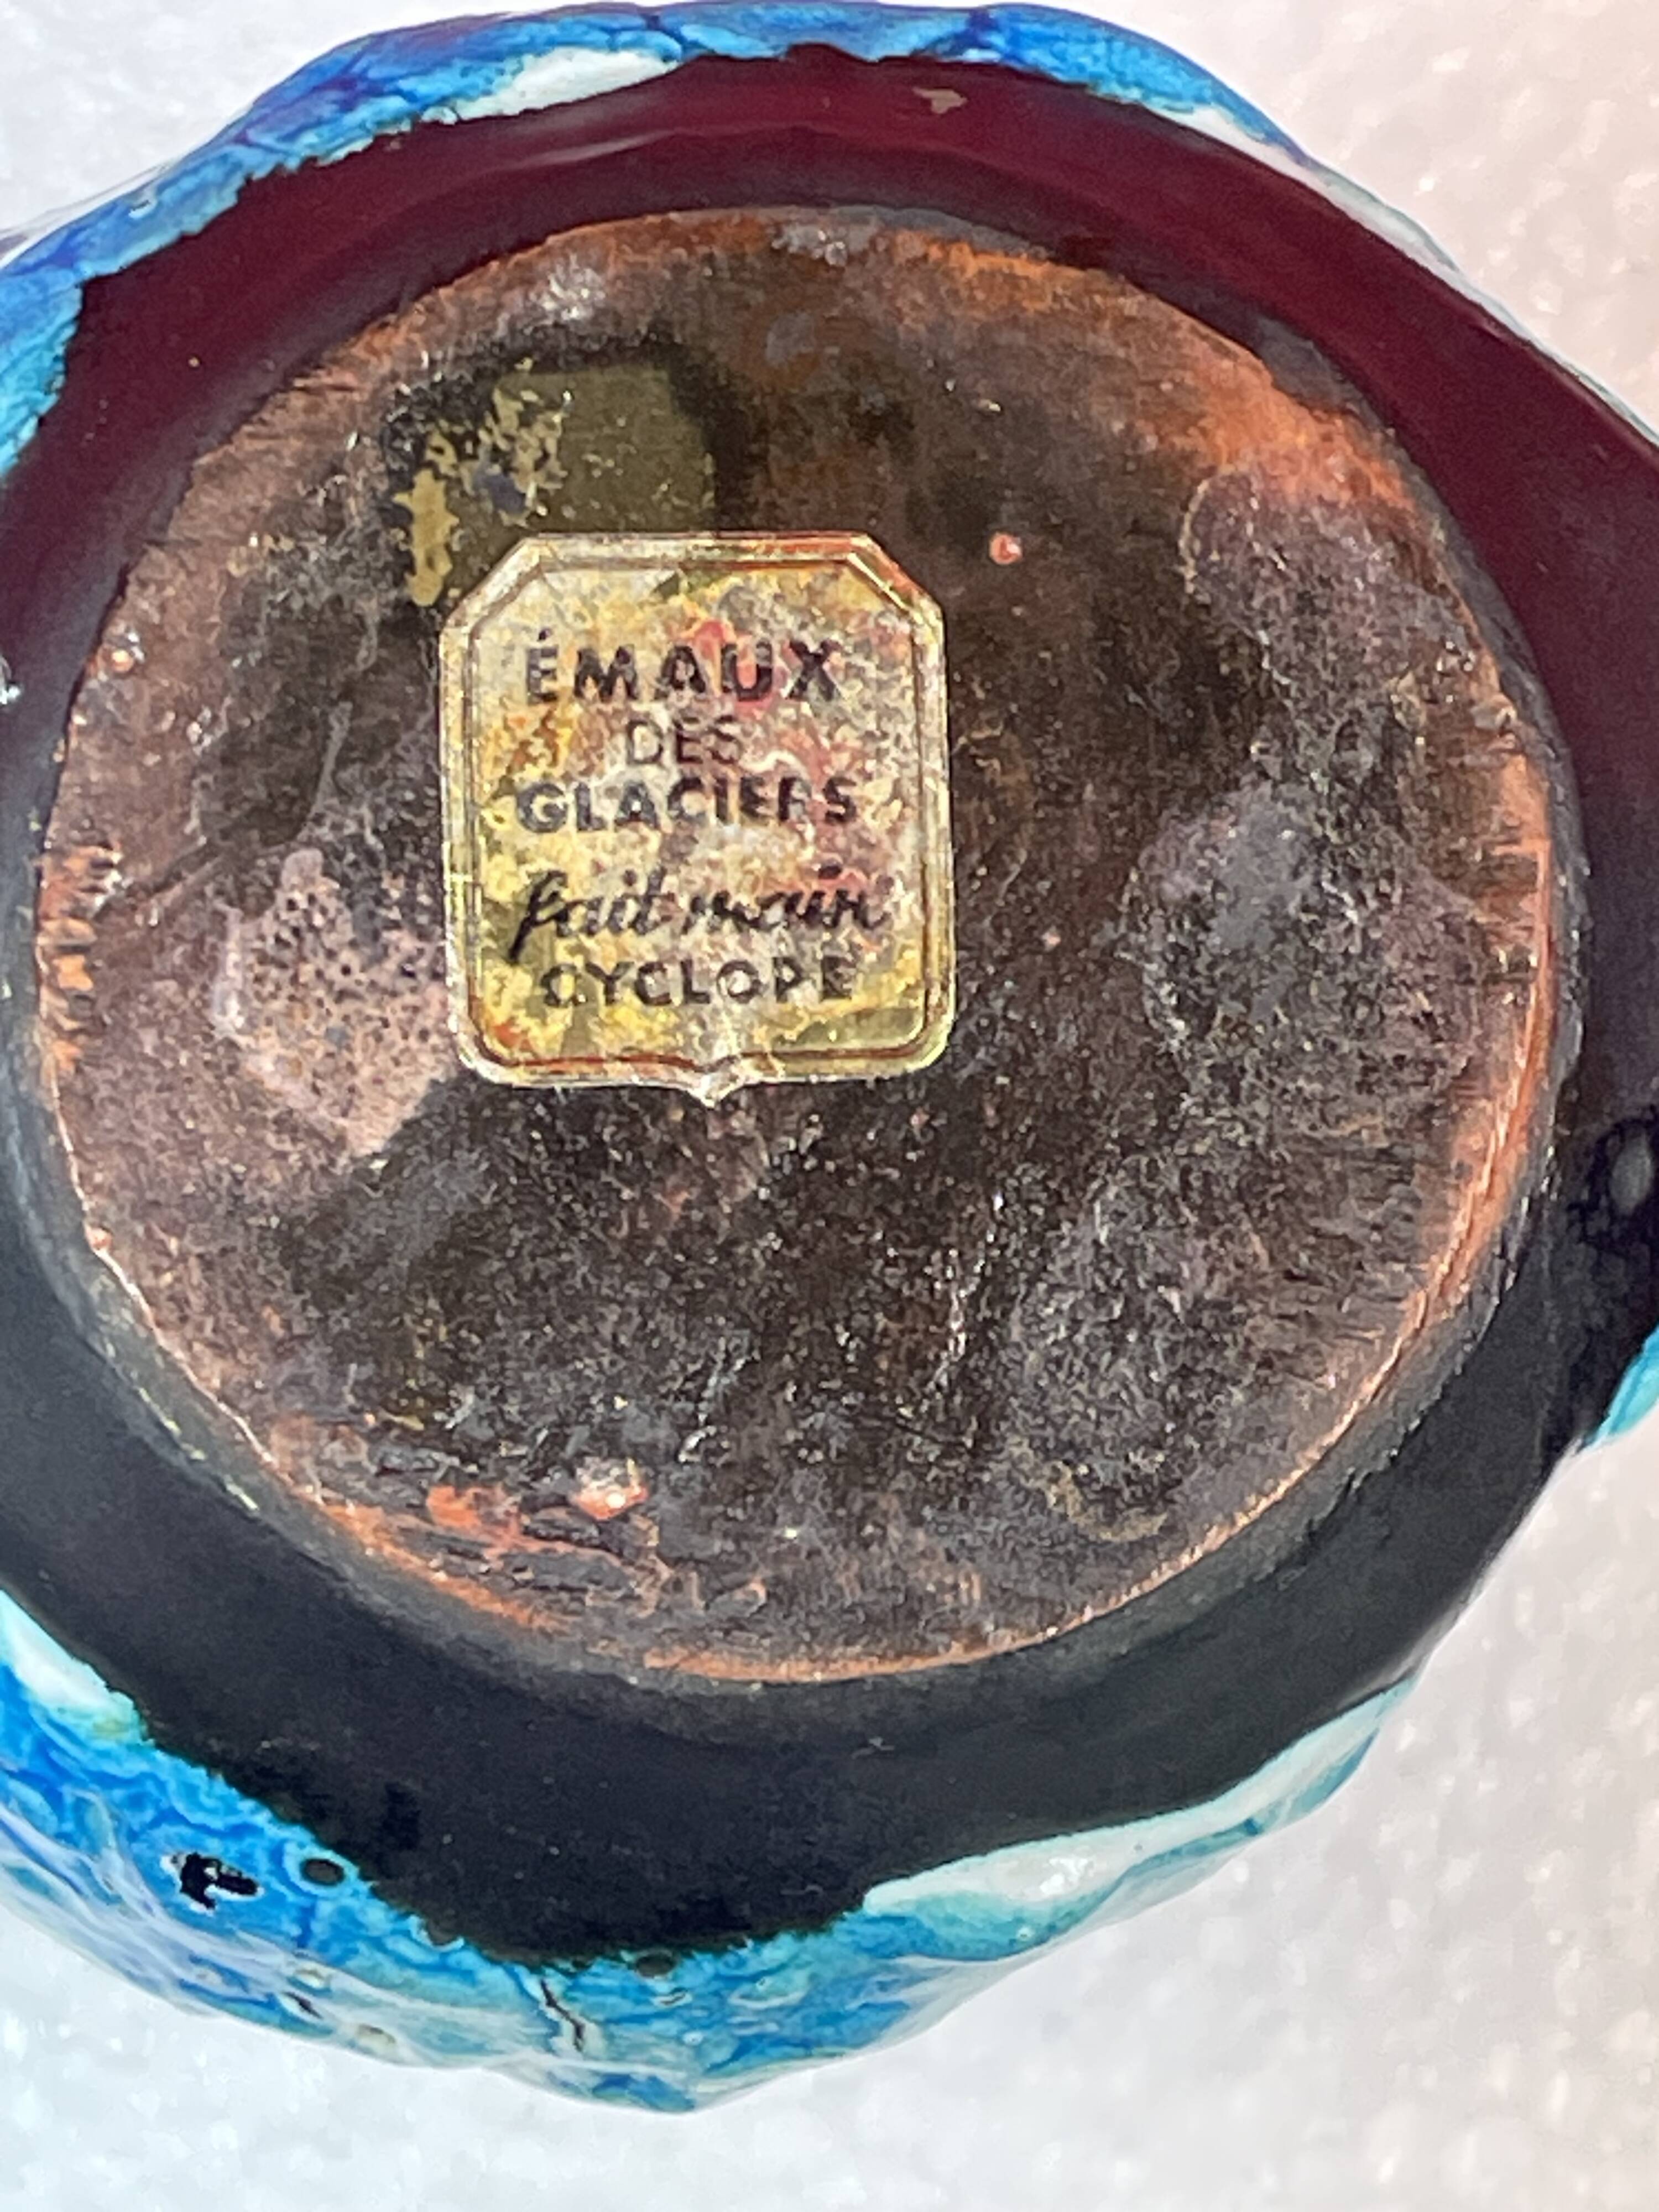 ÉMAUX
DES
GLACIERS
fait main
CYCLOPE